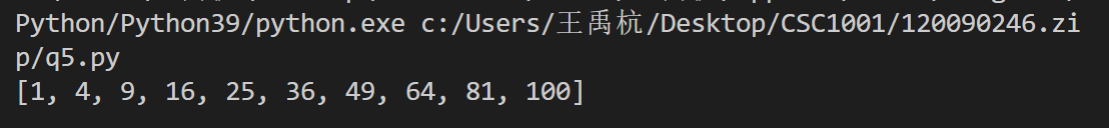 Python/Python39/python.exe c:/Users/王禹杭/Desktop/CSC1001/120090246.zi
p/q5.py
[1, 4, 9, 16, 25, 36, 49, 64, 81, 100]